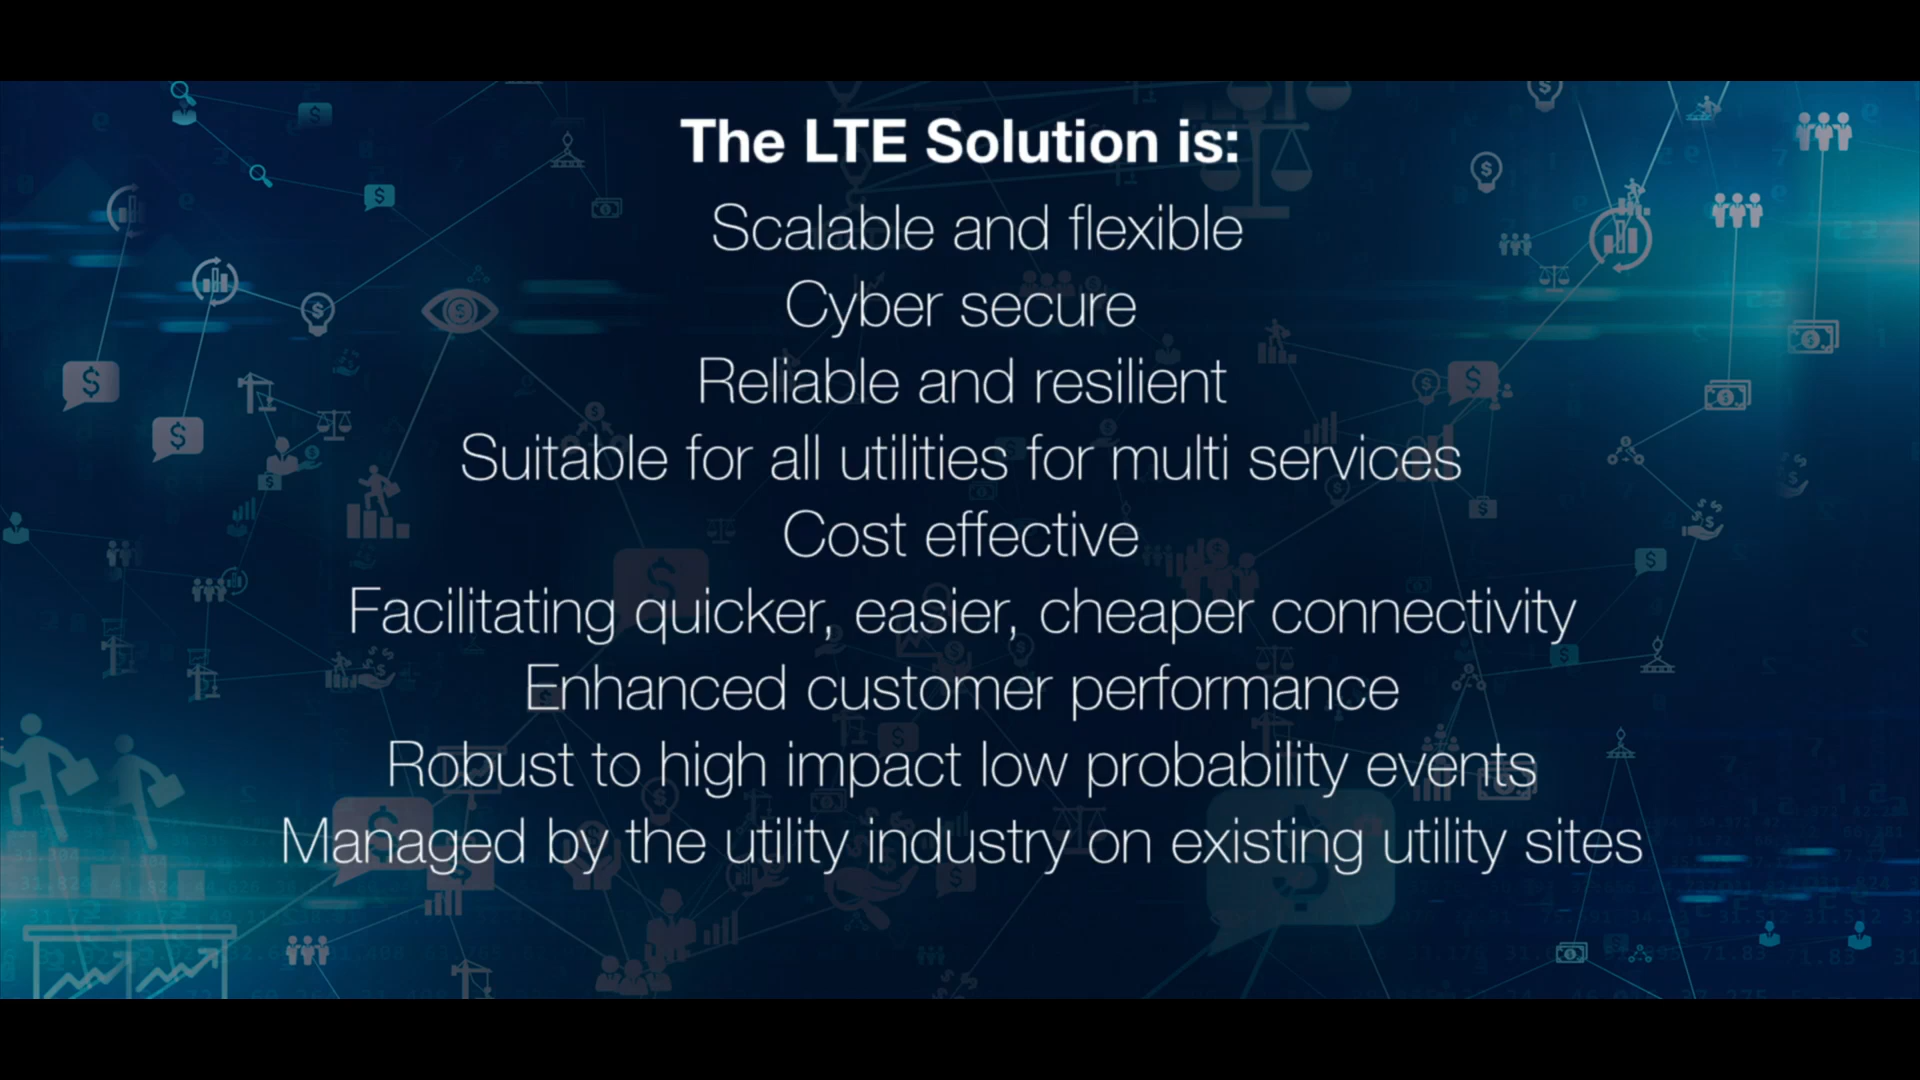 The LTE Solution is:
Scalable and flexible
Cyber secure
Reliable and resilient
Suitable for all utilities for multi services
Cost effective
Facilitating quicker, easier, cheaper connectivity
Enhanced customer performance
Robust to high impact low probability events
Managed by the utility industry on existing utility sites